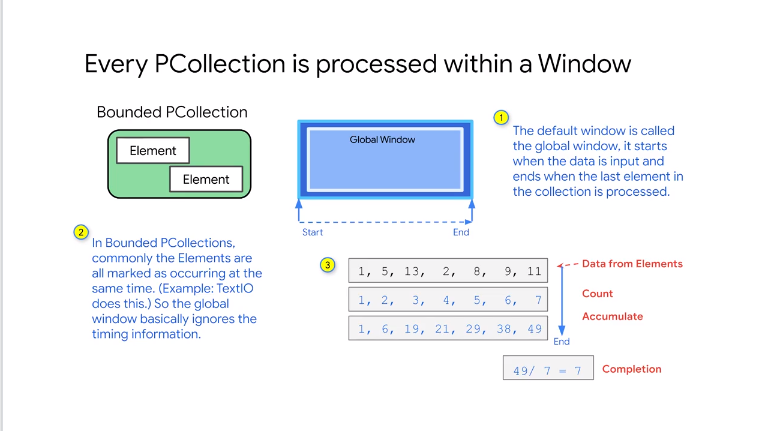 Every PCollection is processed within a Window
Bounded PCollection
Element
Element
Global Window
Start
End
1
The default window is called
the global window, it starts
when the data is input and
ends when the last element in
the collection is processed.
2
In Bounded PCollections,
commonly the Elements are
all marked as occurring at the
same time. (Example: TextIO
does this.) So the global
window basically ignores the
timing information.
3
1, 5, 13, 2, 8, 9, 11
Data from Elements
1, 2, 3, 4, 5, 6, 7
Count
1, 6, 19, 21, 29, 38, 49
Accumulate
End
49/ 7 = 7
Completion